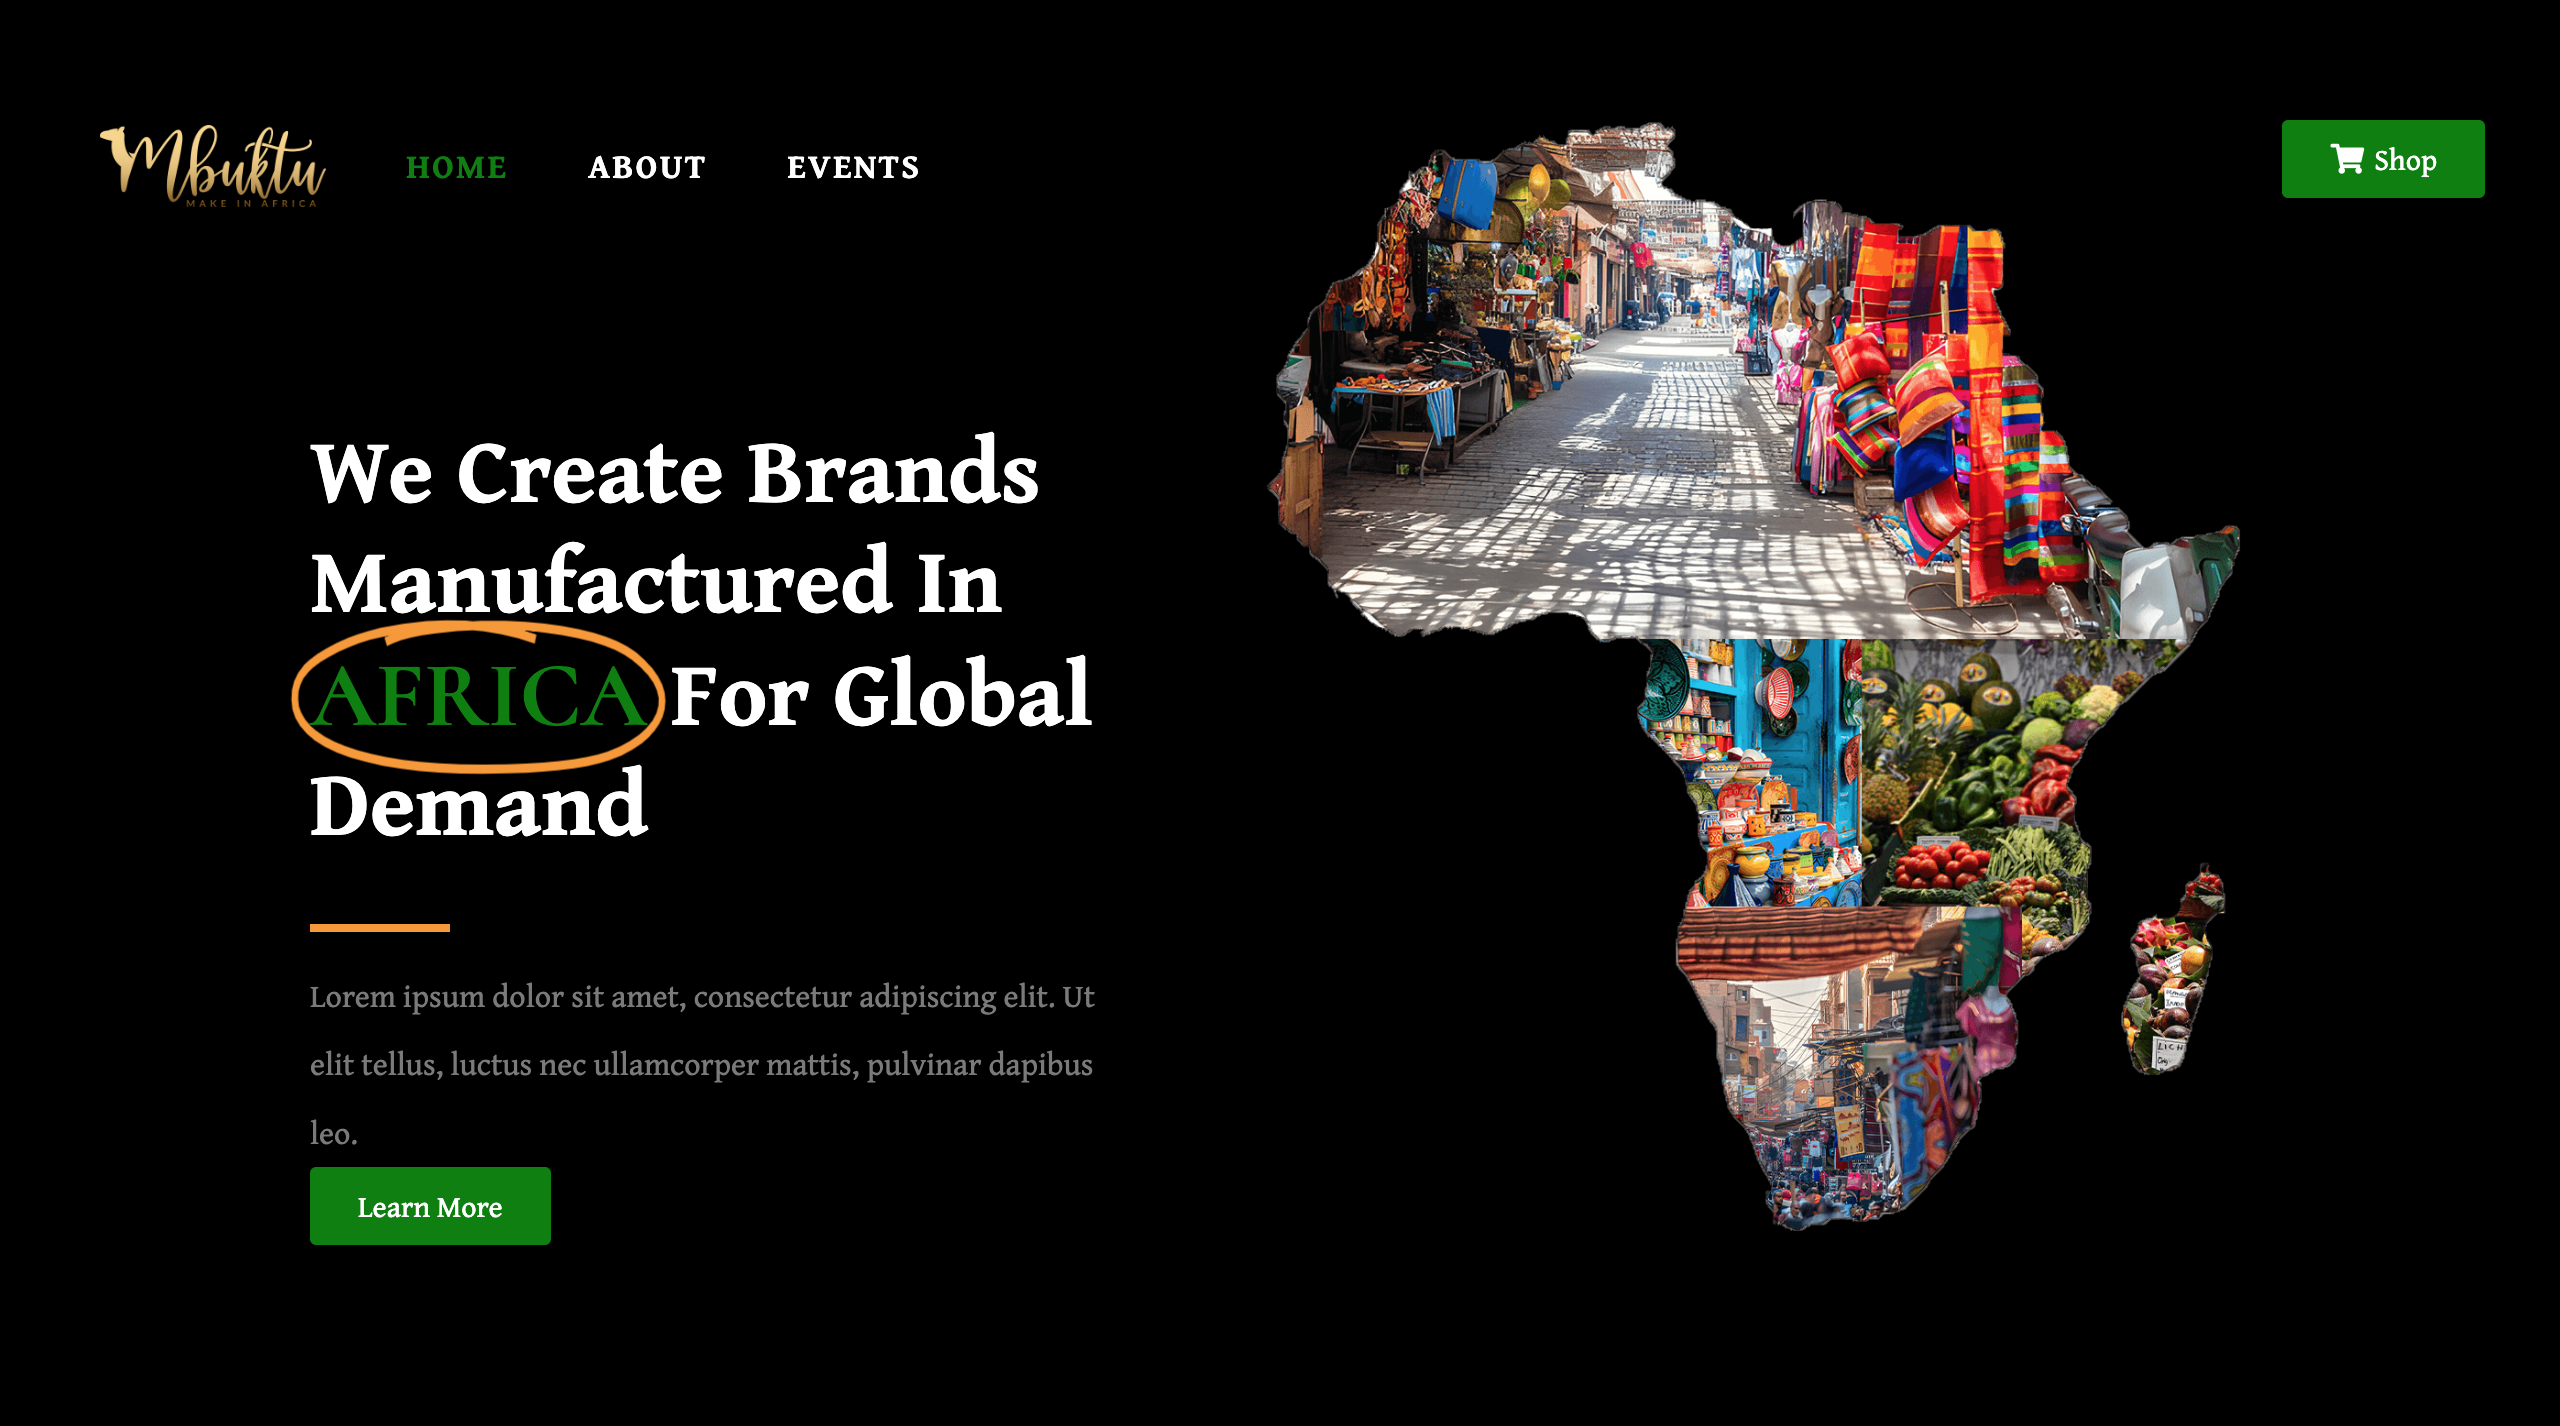 Mbuktu
MAKE IN AFRICA
HOME
ABOUT
EVENTS
Shop
We Create Brands
Manufactured In
AFRICA For Global
Demand
Lorem ipsum dolor sit amet, consectetur adipiscing elit. Ut
elit tellus, luctus nec ullamcorper mattis, pulvinar dapibus
leo.
Learn More
LICH